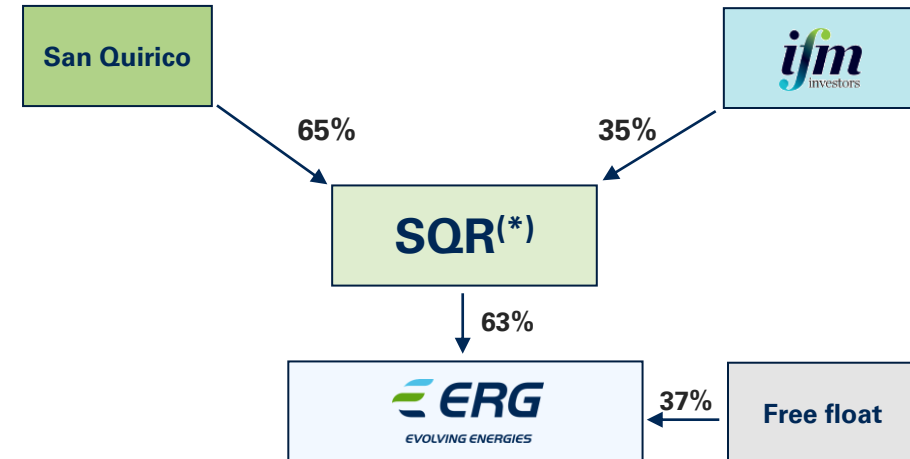 San Quirico
ifm
investors
65%
35%
SQR(*)
63%
ERG
EVOLVING ENERGIES
37%
Free float